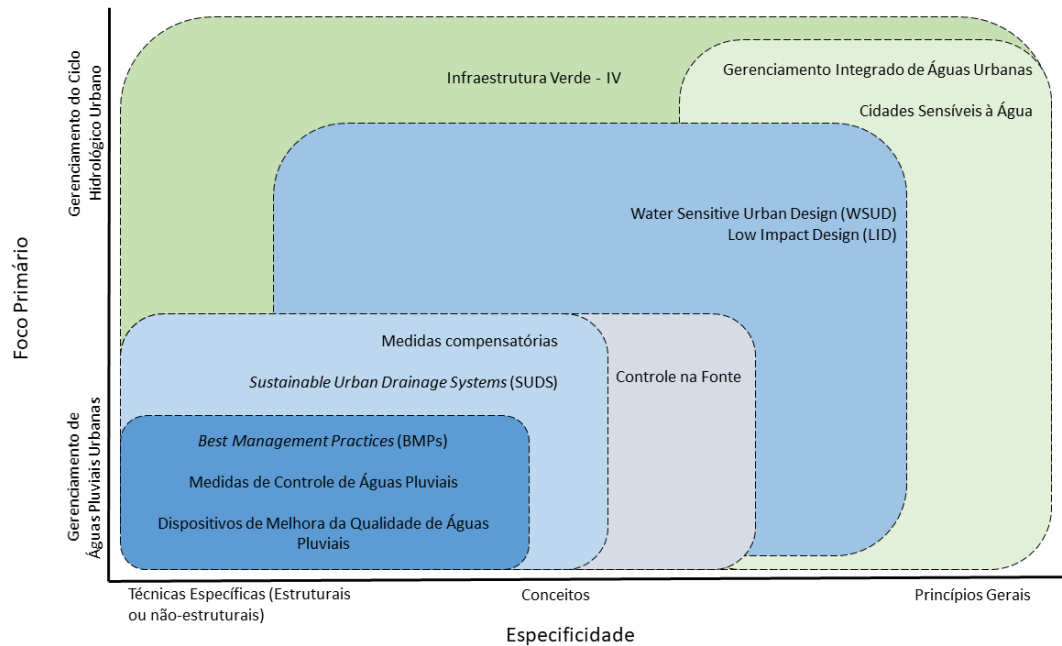 Gerenciamento do Ciclo
Hidrológico Urbano
Infraestrutura Verde - IV
Gerenciamento Integrado de Águas Urbanas
Cidades Sensíveis à Água
Water Sensitive Urban Design (WSUD)
Low Impact Design (LID)
Foco Primário
Medidas compensatórias
Sustainable Urban Drainage Systems (SUDS)
Controle na Fonte
Gerenciamento de
Águas Pluviais Urbanas
Best Management Practices (BMPs)
Medidas de Controle de Águas Pluviais
Dispositivos de Melhora da Qualidade de Águas
Pluviais
Técnicas Específicas (Estruturais
ou não-estruturais)
Conceitos
Princípios Gerais
Especificidade